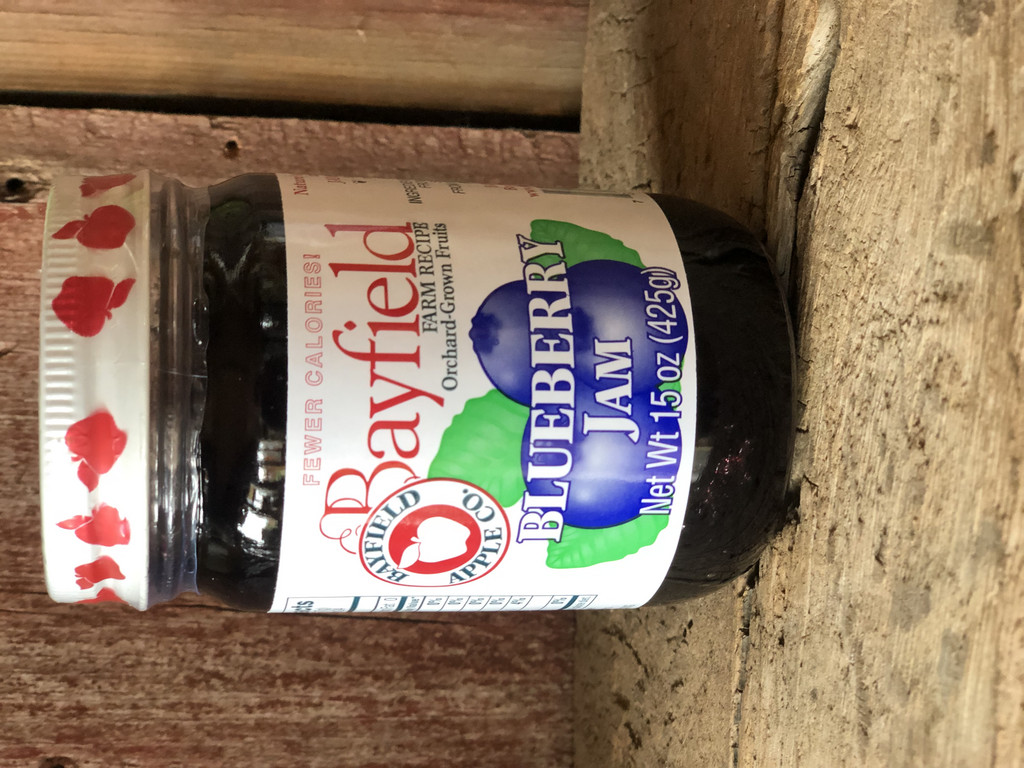 FEWER CALORIES!
Bayfield
FARM RECIPE
Orchard-Grown Fruits
BAYFIELD
APPLE CO.
BLUEBERRY
JAM
Net Wt 15 oz (425g)